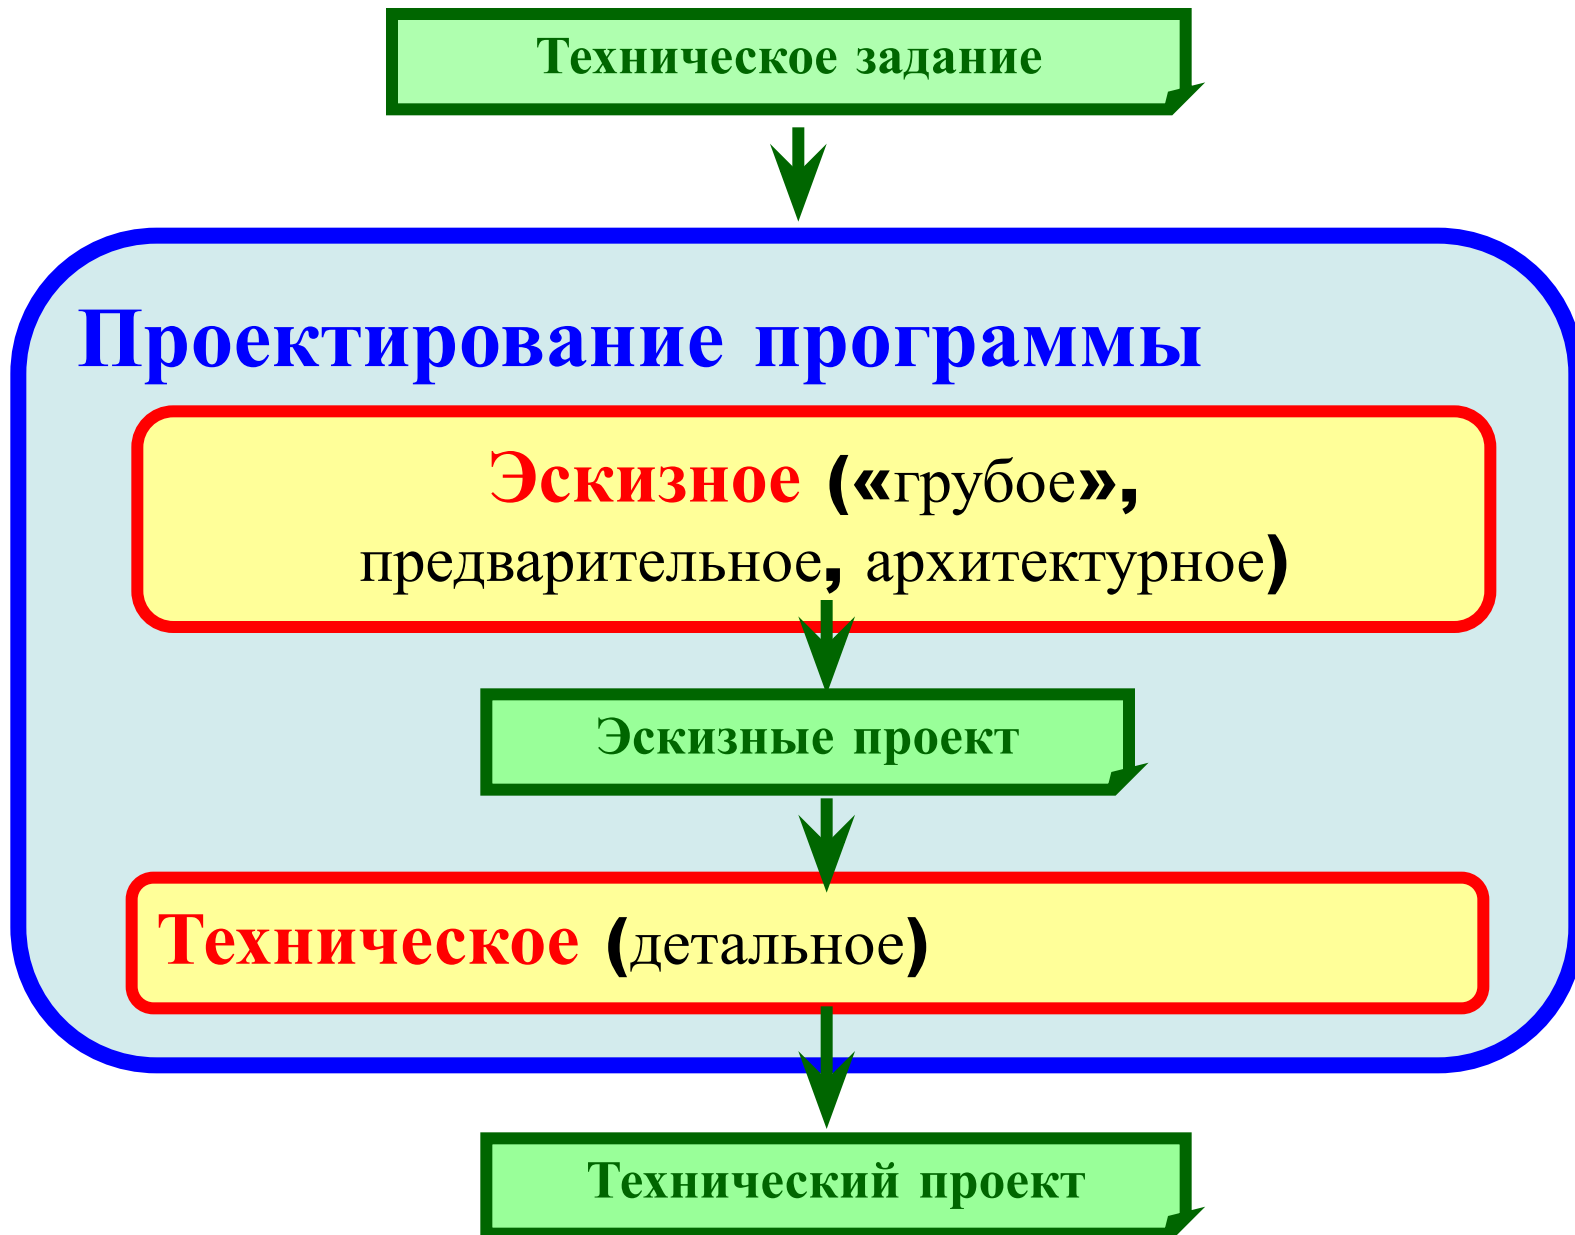 Техническое задание
Проектирование программы
Эскизное («грубое»,
предварительное, архитектурное)
Эскизные проект
Техническое (детальное)
Технический проект